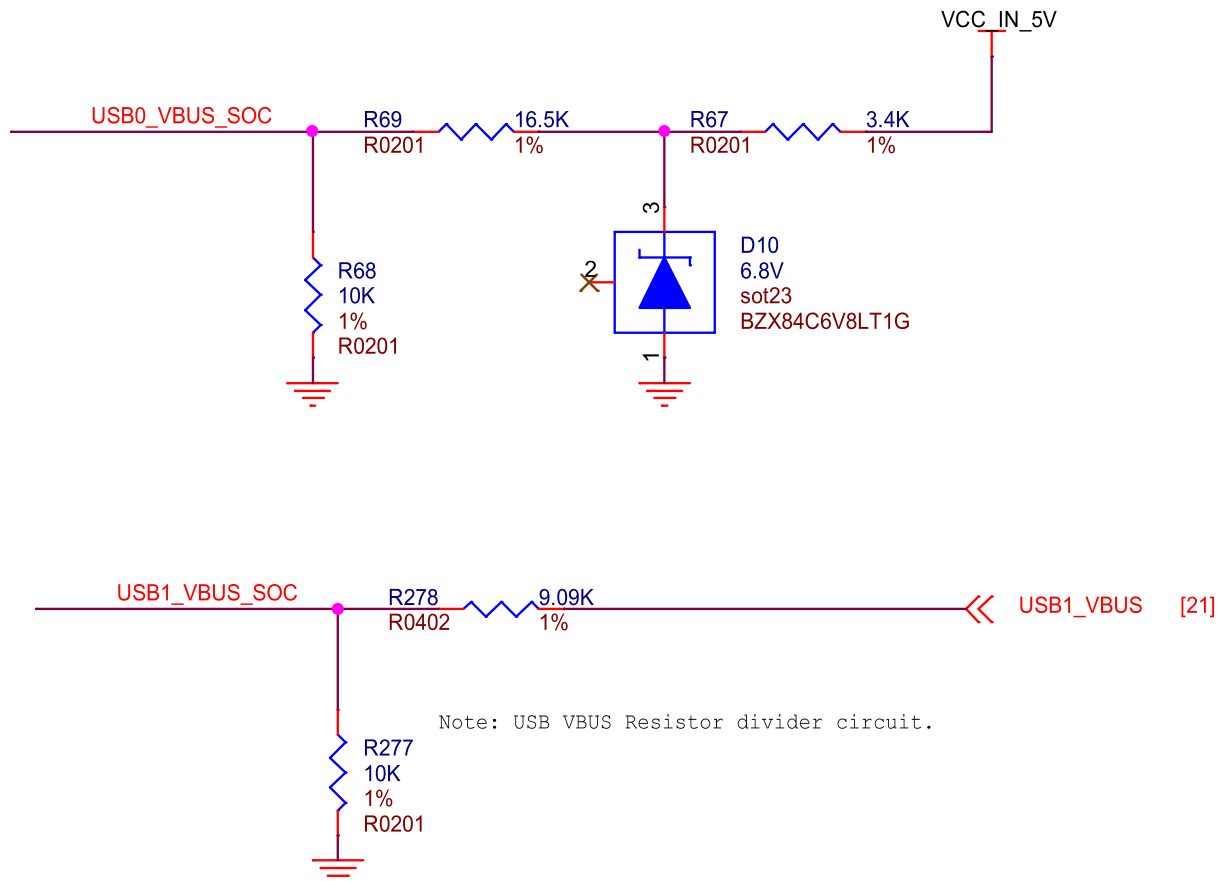 VCC_IN_5V
USB0_VBUS_SOC
R69
R0201
16.5K
1%
R67
R0201
3.4K
1%
3
2
1
D10
6.8V
sot23
BZX84C6V8LT1G
R68
10K
1%
R0201
USB1_VBUS_SOC
R278
R0402
9.09K
1%
USB1_VBUS [21]
Note: USB VBUS Resistor divider circuit.
R277
10K
1%
R0201